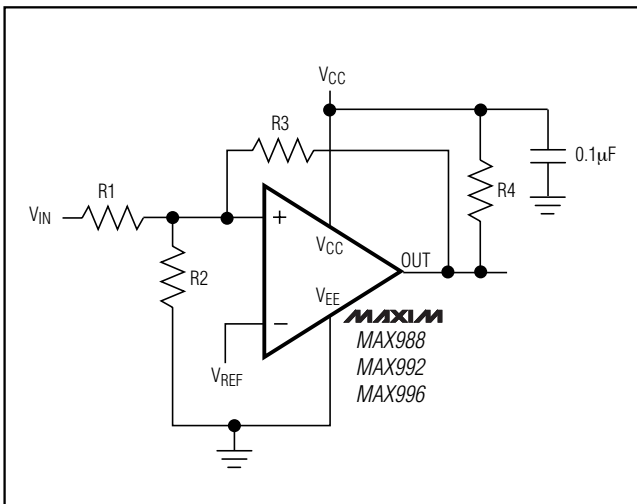 VCC
R3
0.1µF
R1
R4
VIN
+
VCC
OUT
R2
VEE
MAXIM
−
MAX988
VREF
MAX992
MAX996